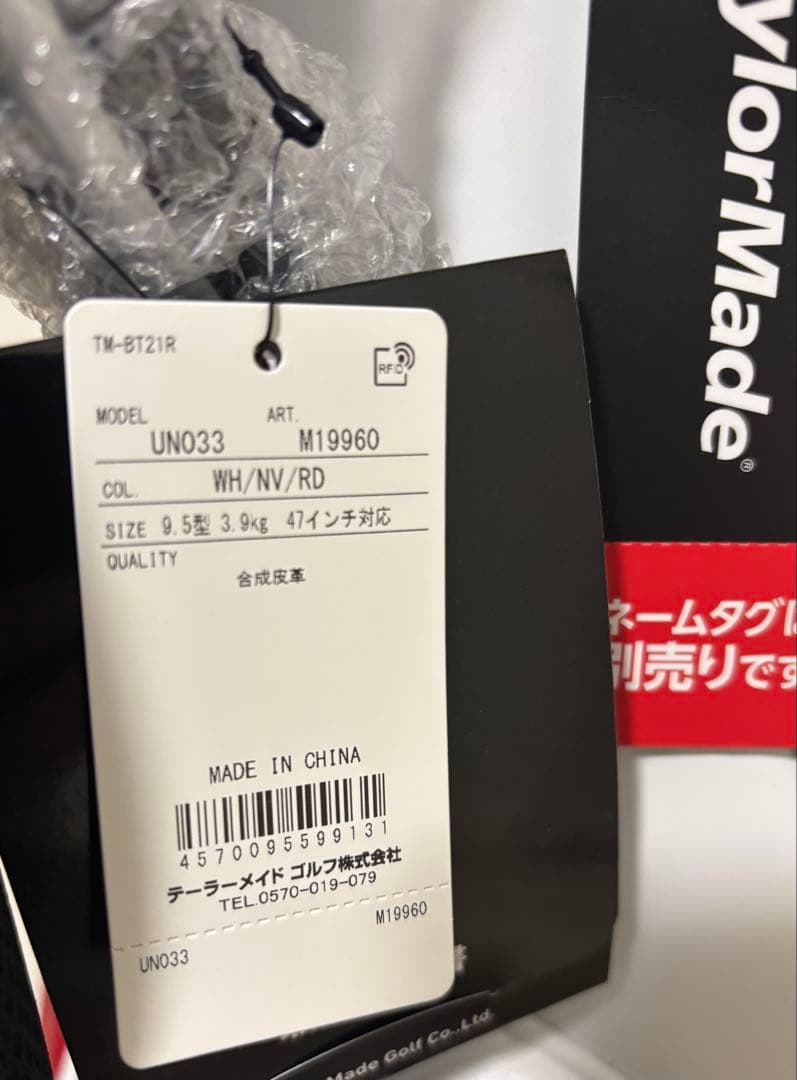 TM-BT21R
RFID
MODEL UN033 ART. M19960
COL. WH/NV/RD
SIZE 9.5型 3.9kg 47インチ対応
QUALITY
合成皮革
MADE IN CHINA
4570095599131
テーラーメイド ゴルフ株式会社
TEL.0570-019-079
M19960
UN033
ylorMade®
ネームタグは
別売りです
Made Golf Co.,Ltd.